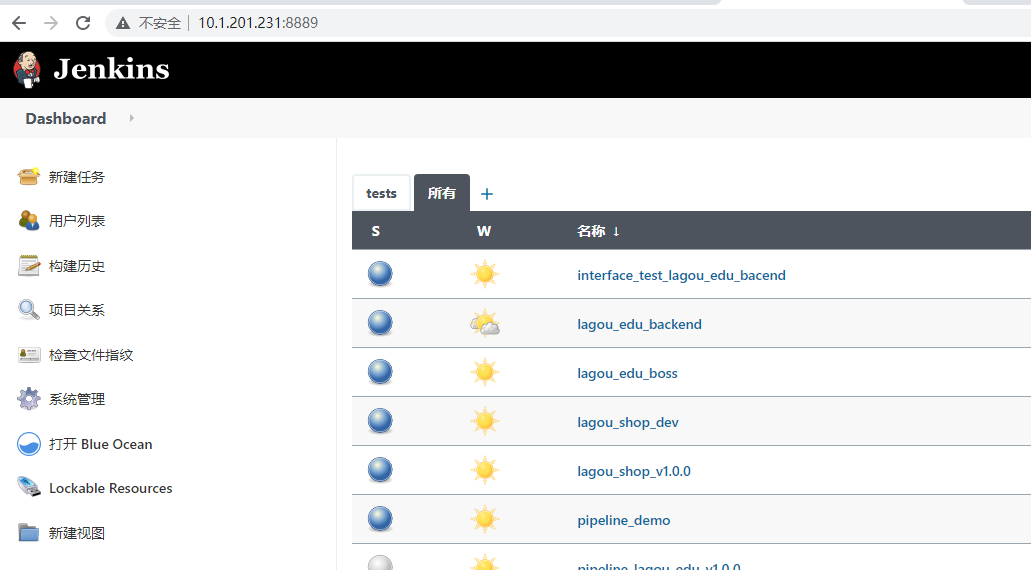 不安全 10.1.201.231:8889
Jenkins
Dashboard
新建任务
用户列表
构建历史
项目关系
检查文件指纹
系统管理
打开 Blue Ocean
Lockable Resources
新建视图
tests 所有 +
S W 名称 ↓
interface_test_lagou_edu_bacend
lagou_edu_backend
lagou_edu_boss
lagou_shop_dev
lagou_shop_v1.0.0
pipeline_demo
pipeline_lagou_edu_v1.0.0